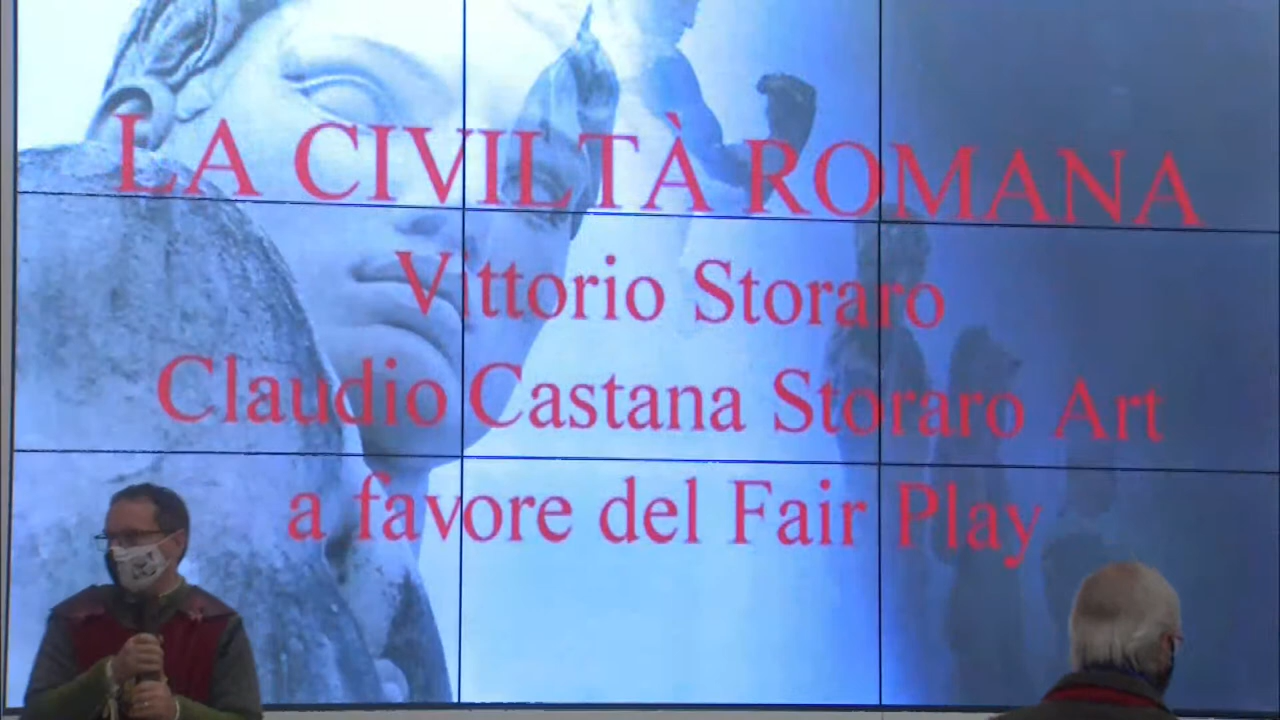 LA CIVILTÀ ROMANA
Vittorio Storaro
Claudio Castana Storaro Art
a favore del Fair Play